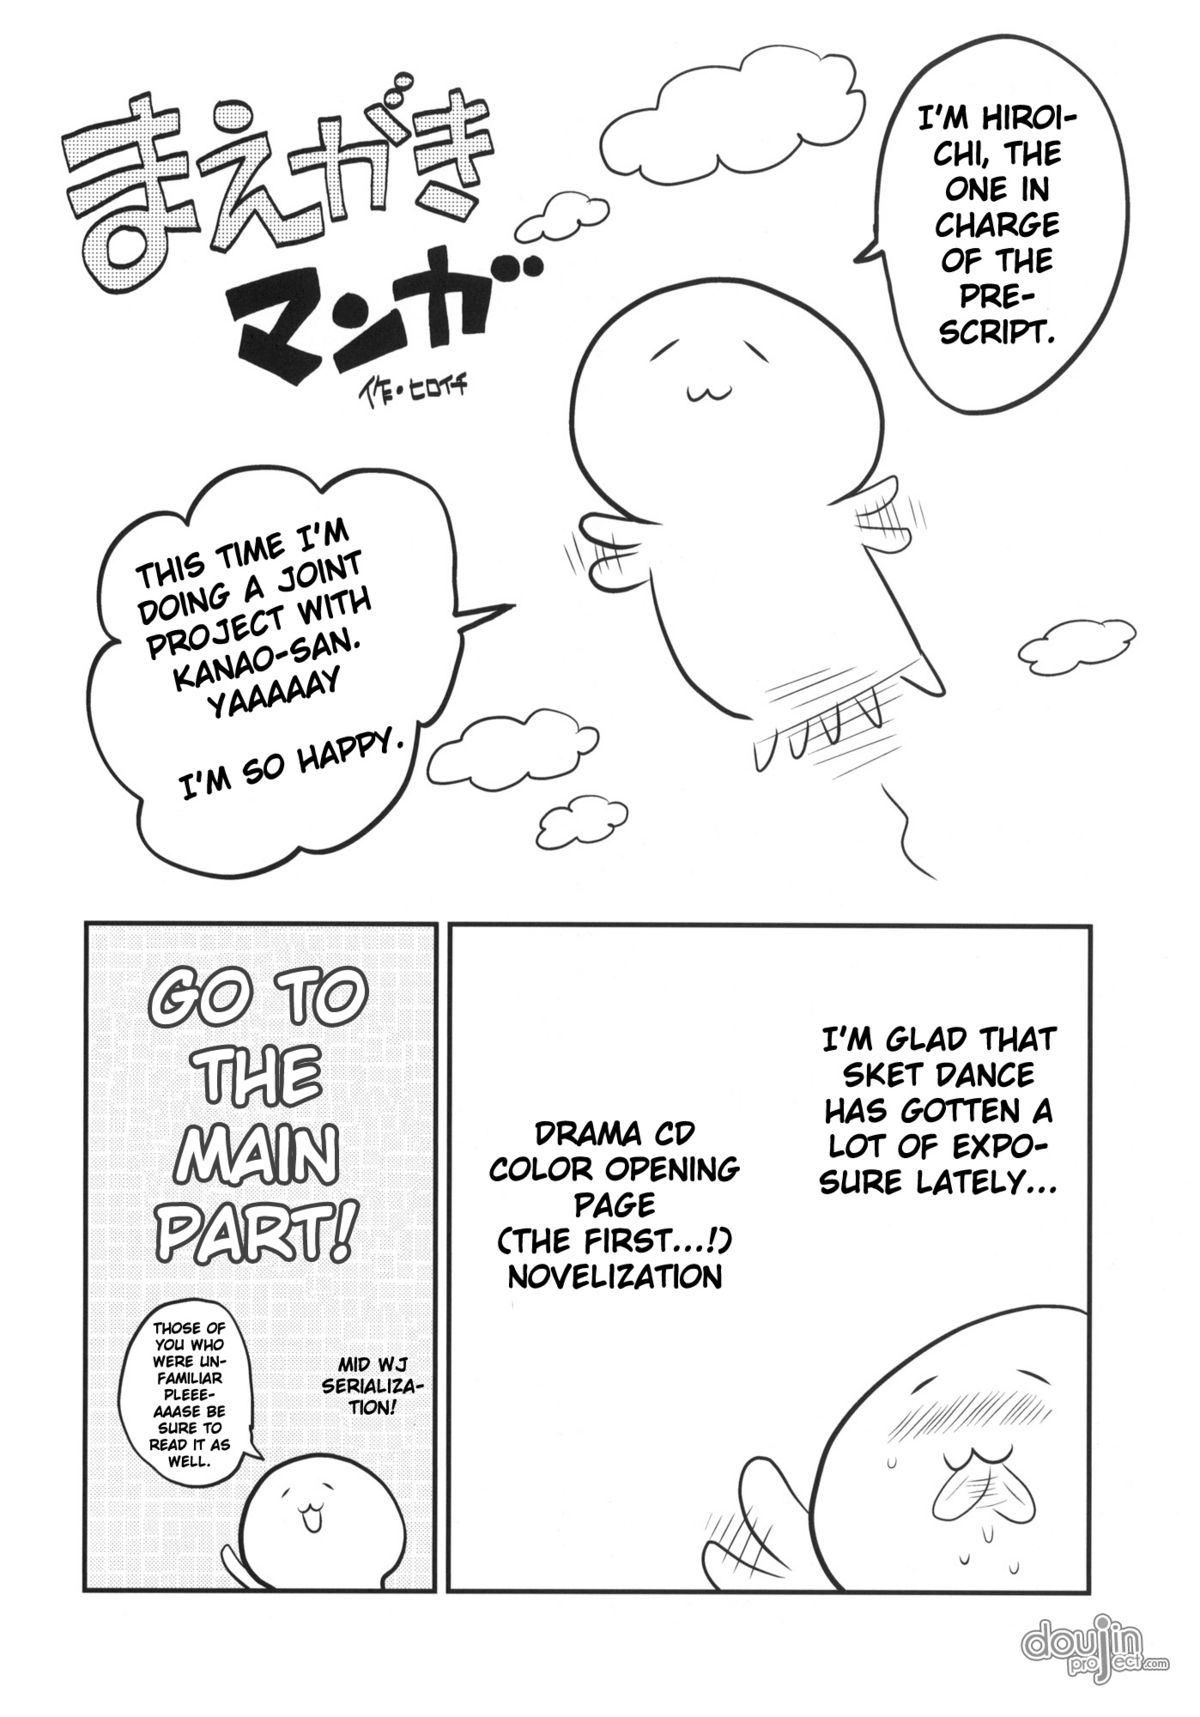 まえがき
マンガ
作・ヒロイチ
I'M HIROI-
CHI, THE
ONE IN
CHARGE
OF THE
PRE-
SCRIPT.
THIS TIME I'M
DOING A JOINT
PROJECT WITH
KANAO-SAN.
YAAAAAY
I'M SO HAPPY.
I'M GLAD THAT
SKET DANCE
HAS GOTTEN A
LOT OF EXPO-
SURE LATELY...
DRAMA CD
COLOR OPENING
PAGE
(THE FIRST...!)
NOVELIZATION
GO TO
THE
MAIN
PART!
MID WJ
SERIALIZA-
TION!
THOSE OF
YOU WHO
WERE UN-
FAMILIAR
PLEEE-
AAASE BE
SURE TO
READ IT AS
WELL.
doujin
project.com